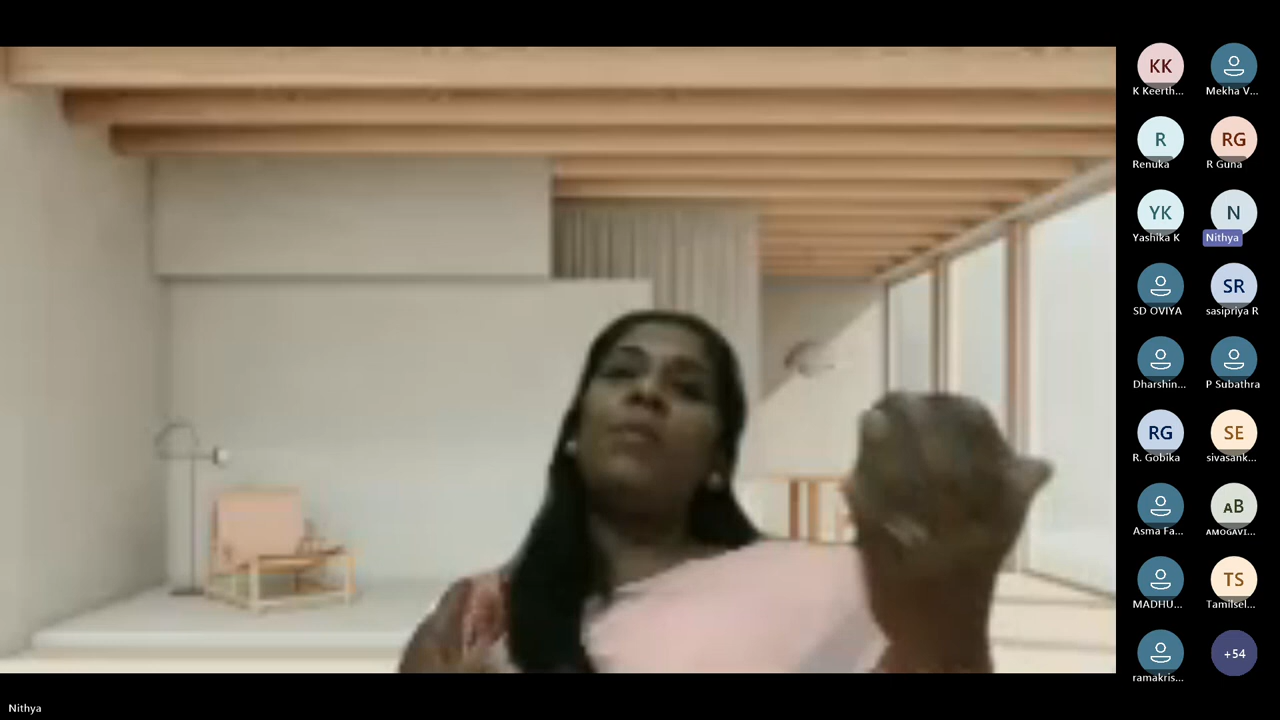 KK
K Keerth...
Mekha V...
R
Renuka
RG
R Guna
YK
Yashika K
N
Nithya
SD OVIYA
SR
sasipriya R
Dharshin...
P Subathra
RG
R. Gobika
SE
sivasank...
Asma Fa...
AB
AMOGAVI...
MADHU...
TS
Tamilsel...
ramakris...
+54
Nithya